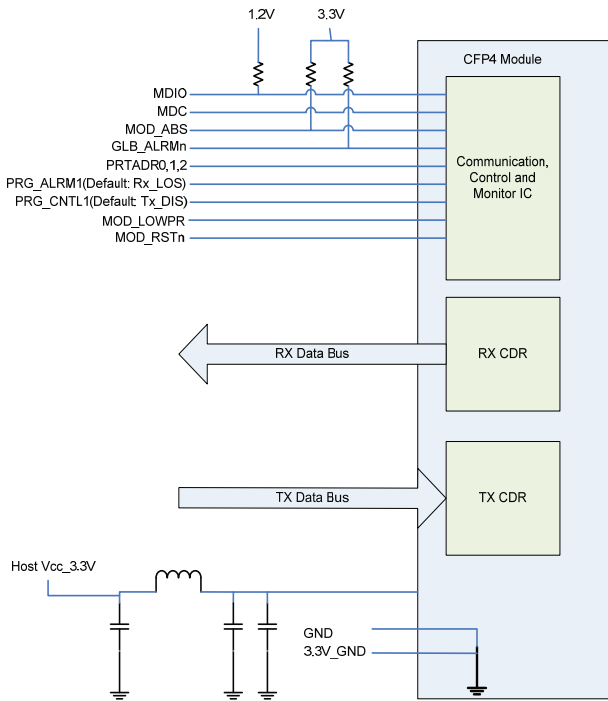 1.2V
3.3V
CFP4 Module
MDIO
MDC
MOD_ABS
GLB_ALRMn
PRTADR0,1,2
PRG_ALRM1(Default: Rx_LOS)
PRG_CNTL1(Default: Tx_DIS)
MOD_LOWPR
MOD_RSTn
Communication,
Control and
Monitor IC
RX Data Bus
RX CDR
TX Data Bus
TX CDR
Host Vcc_3.3V
GND
3.3V_GND